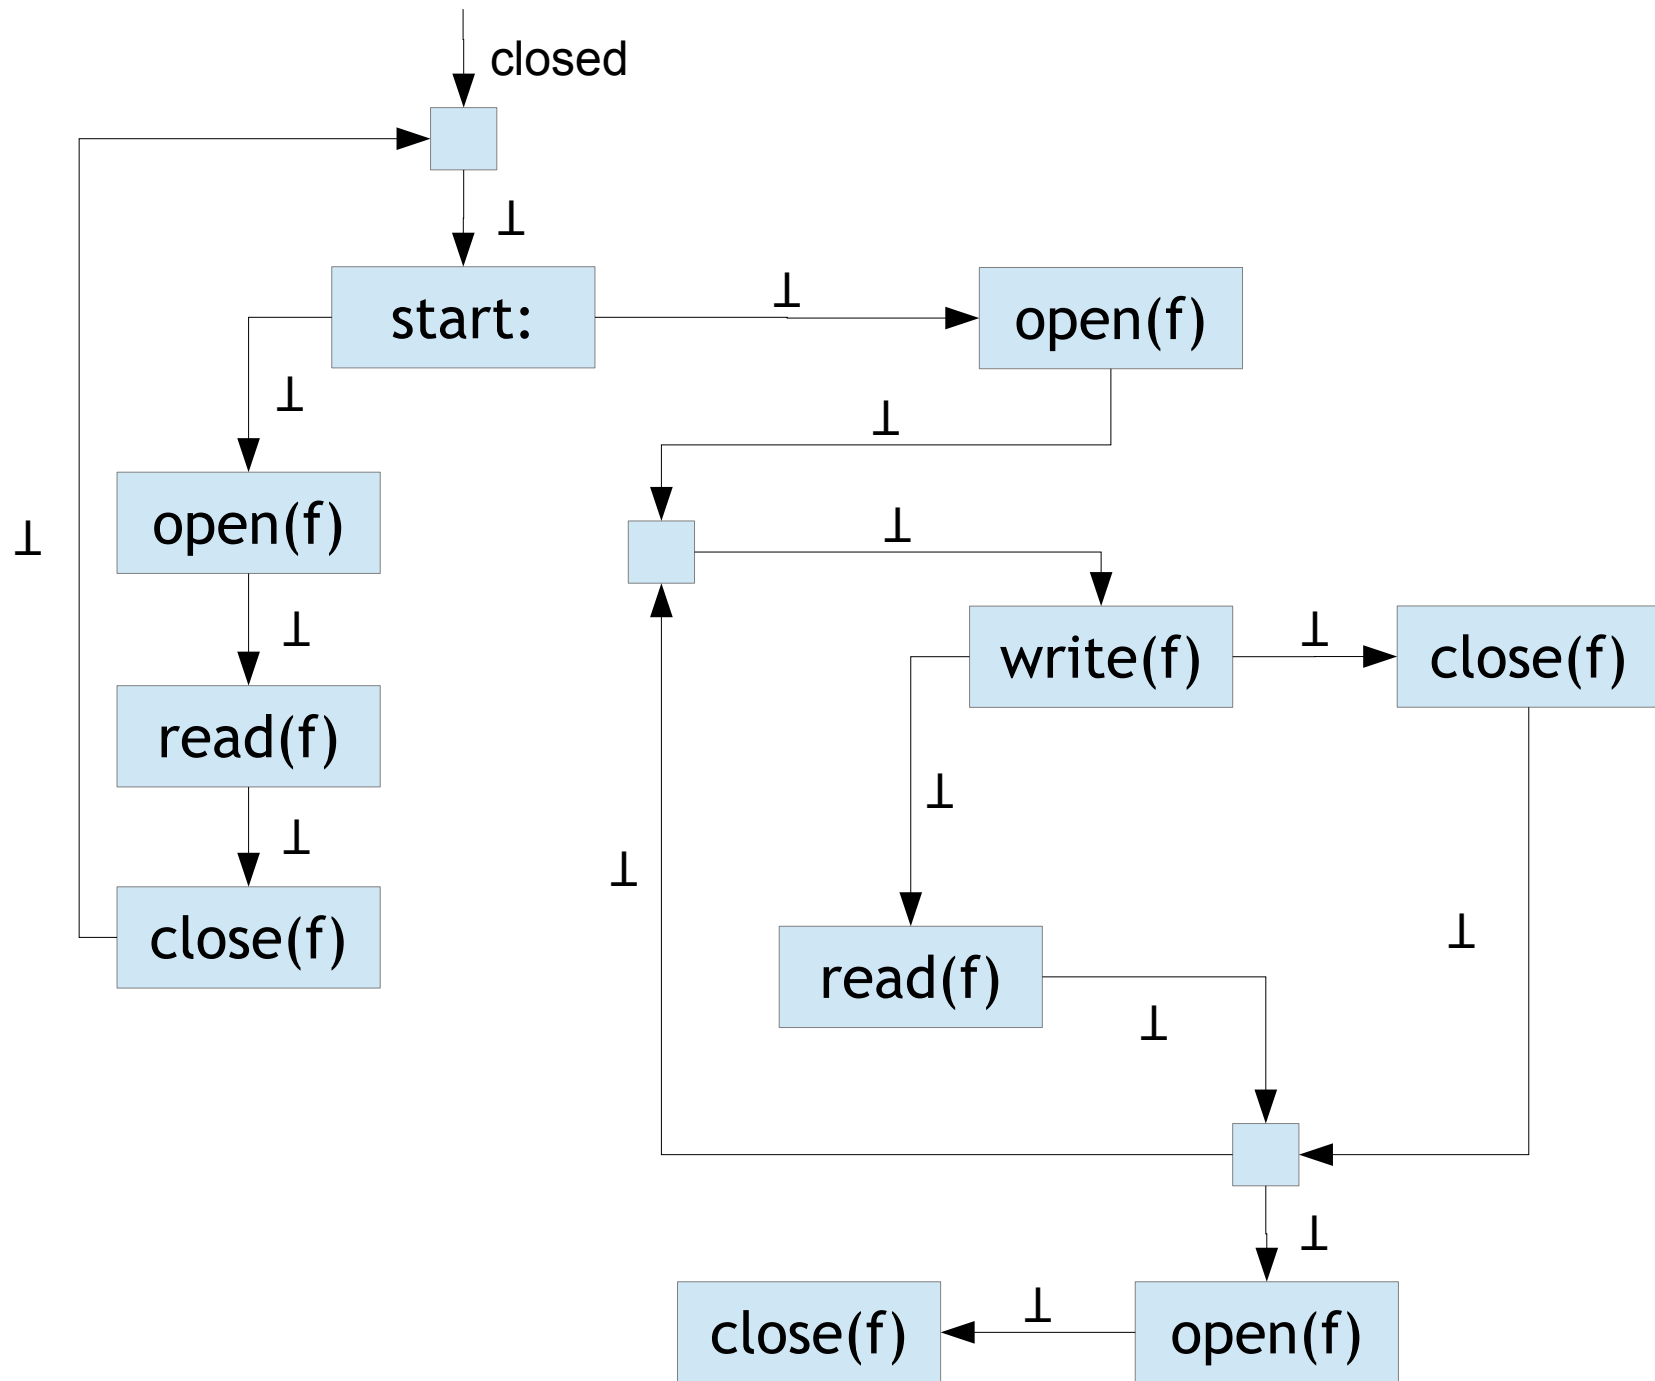 closed
⊥
start:
⊥
open(f)
⊥
⊥
open(f)
⊥
⊥
⊥
write(f)
⊥
close(f)
read(f)
⊥
⊥
⊥
⊥
close(f)
read(f)
⊥
⊥
⊥
close(f)
⊥
open(f)